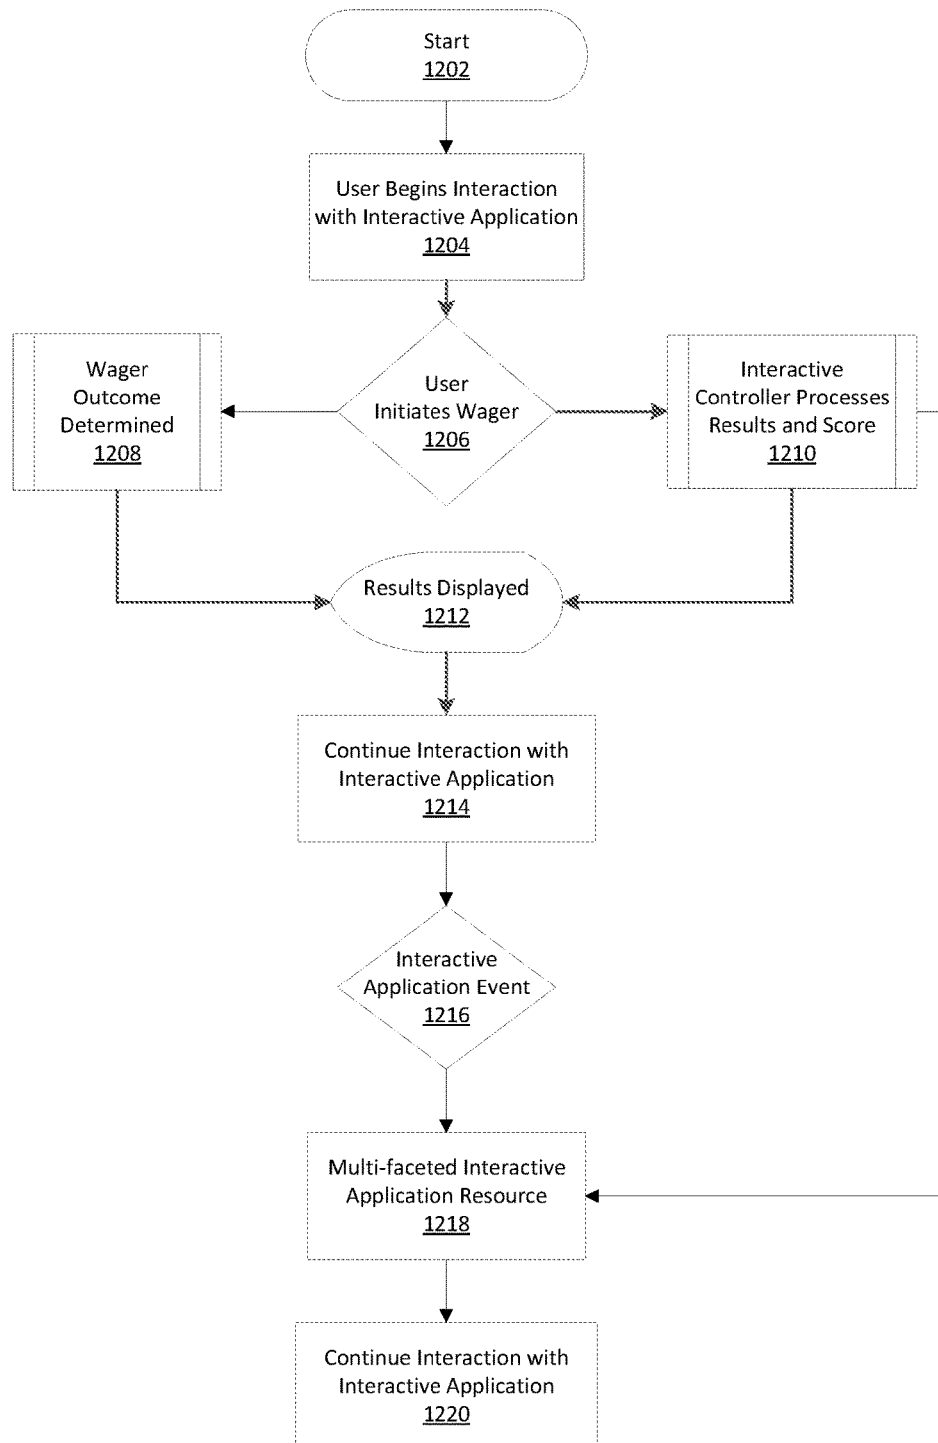 Start
1202
User Begins Interaction
with Interactive Application
1204
Wager
Outcome
Determined
1208
User
Initiates Wager
1206
Interactive
Controller Processes
Results and Score
1210
Results Displayed
1212
Continue Interaction with
Interactive Application
1214
Interactive
Application Event
1216
Multi-faceted Interactive
Application Resource
1218
Continue Interaction with
Interactive Application
1220